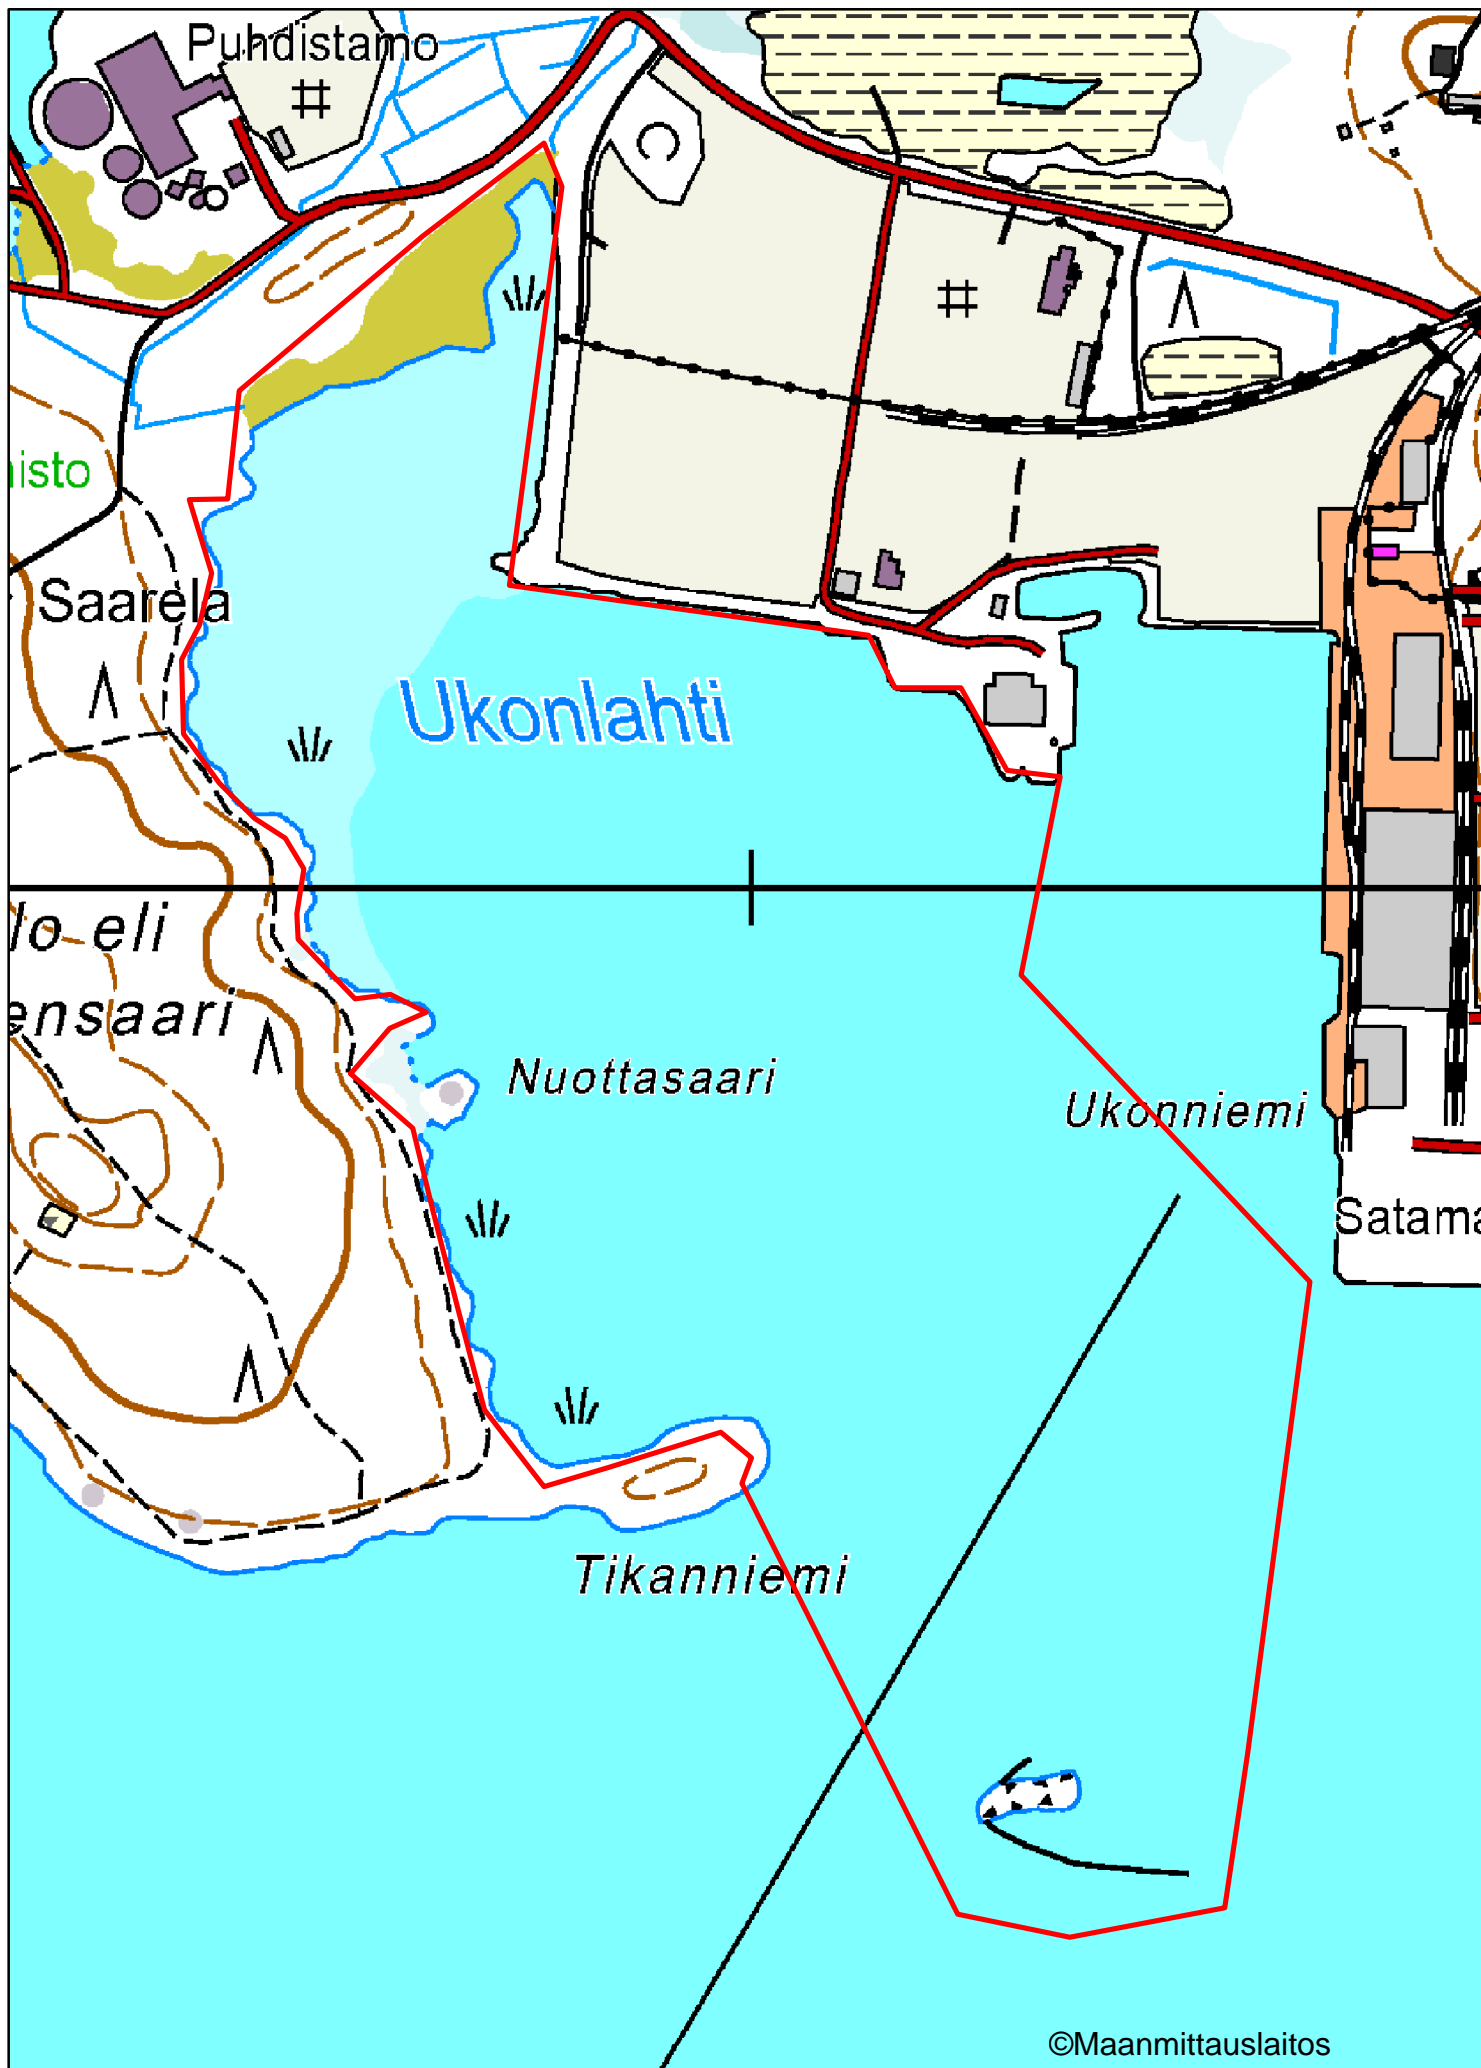 Puhdistamo
isto
Saarela
Ukonlahti
lo eli
ensaari
Nuottasaari
Ukonniemi
Satama
Tikanniemi
©Maanmittauslaitos